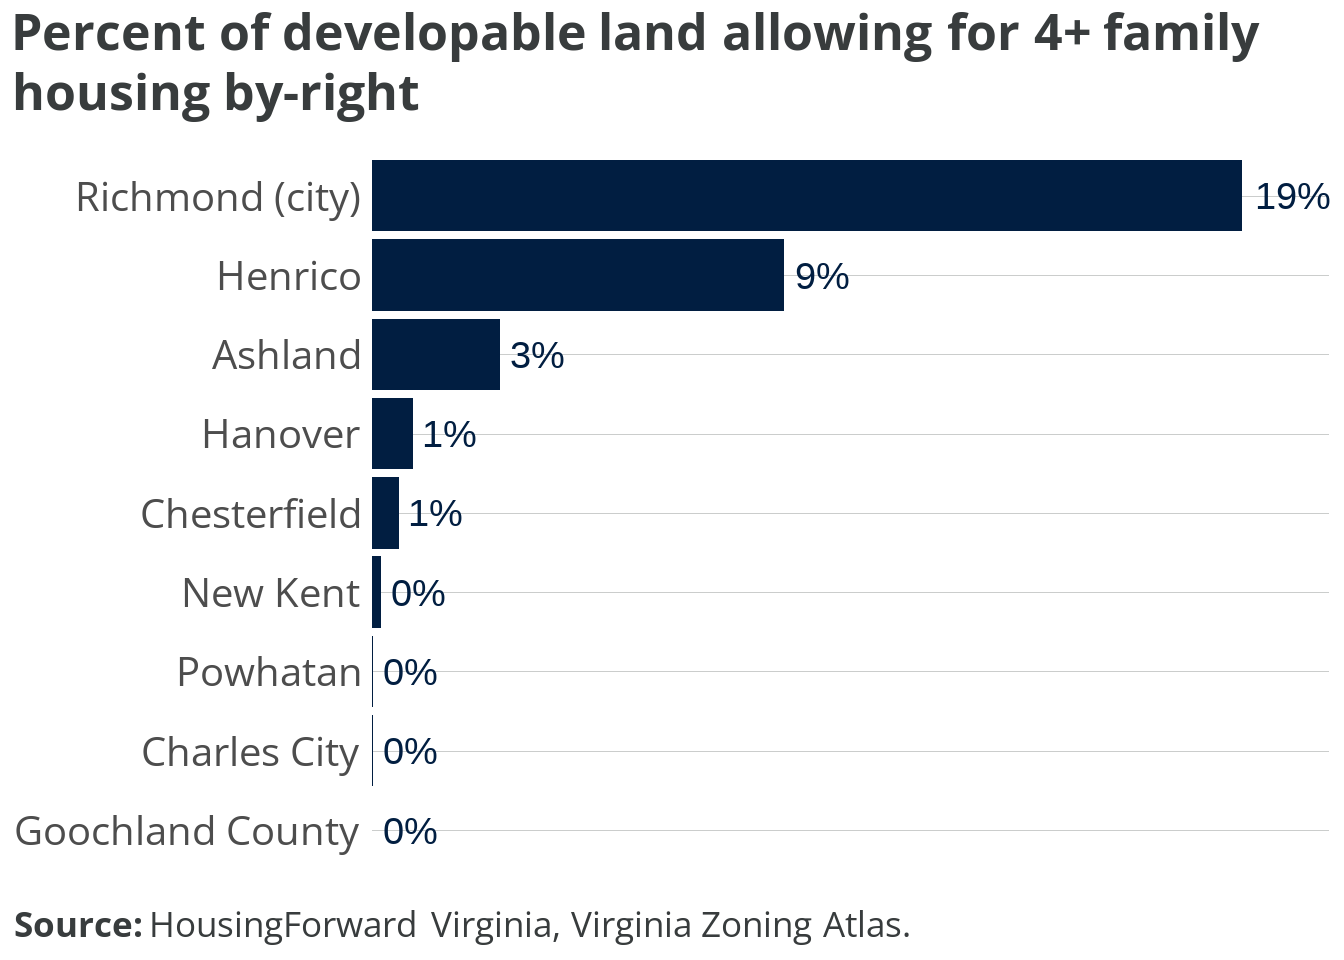 Percent of developable land allowing for 4+ family
housing by-right
Richmond (city) 19%
Henrico 9%
Ashland 3%
Hanover 1%
Chesterfield 1%
New Kent 0%
Powhatan 0%
Charles City 0%
Goochland County 0%
Source: HousingForward Virginia, Virginia Zoning Atlas.